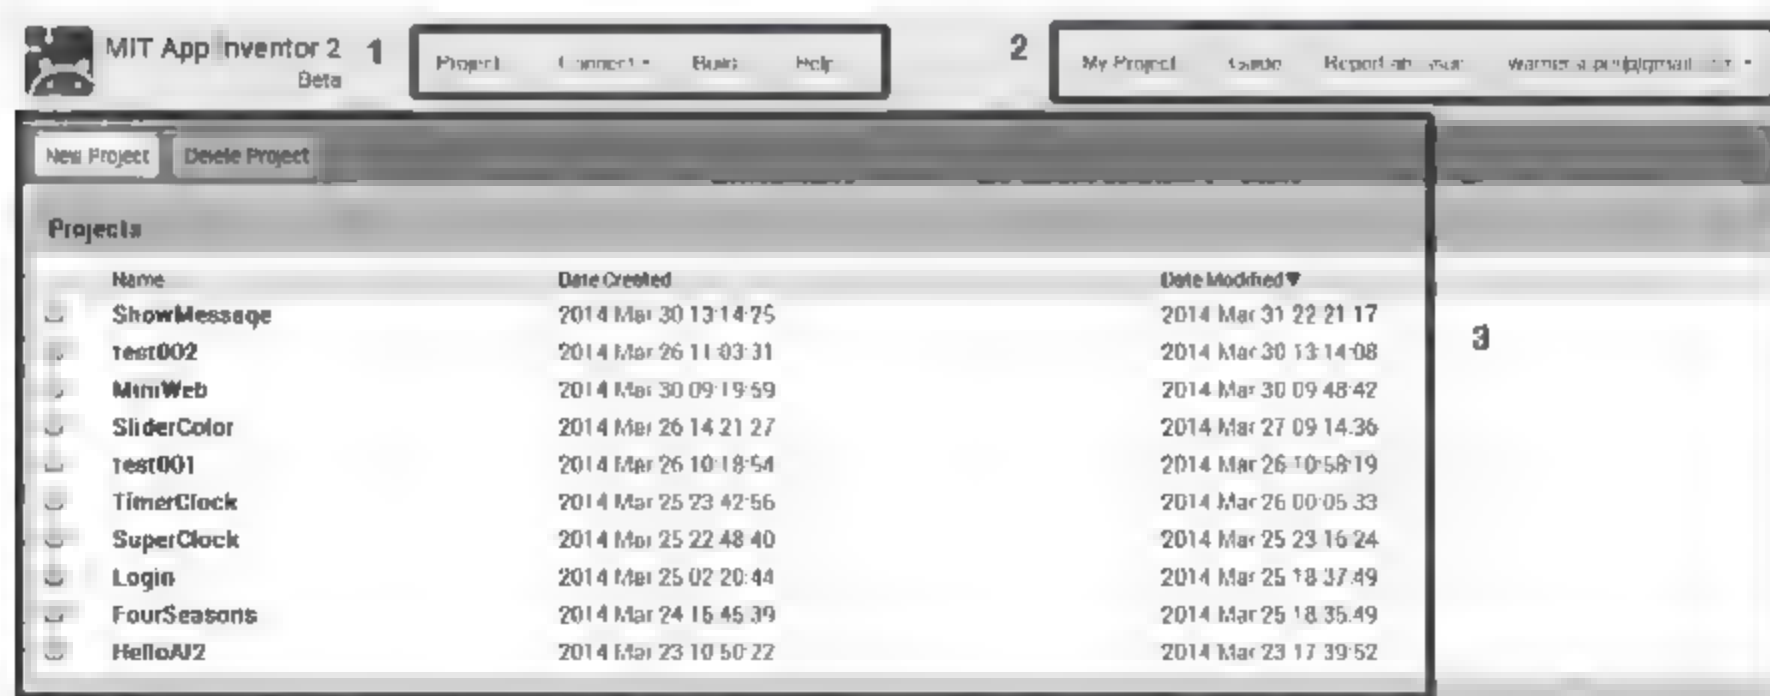 MIT App Inventor 2
Beta
1
Project Connect Build Help
2
My Project Guide Report an Issue
New Project Delete Project
Projects
Name Date Created Date Modified▼
ShowMessage 2014 Mar 30 13:14:25 2014 Mar 31 22:21:17
test002 2014 Mar 26 11:03:31 2014 Mar 30 13:14:08
MiniWeb 2014 Mar 30 09:19:59 2014 Mar 30 09:48:42
SliderColor 2014 Mar 26 14:21:27 2014 Mar 27 09:14:36
test001 2014 Mar 26 10:18:54 2014 Mar 26 10:58:19
TimerClock 2014 Mar 25 23:42:56 2014 Mar 26 00:05:33
SuperClock 2014 Mar 25 22:48:40 2014 Mar 25 23:16:24
Login 2014 Mar 25 02:20:44 2014 Mar 25 18:37:49
FourSeasons 2014 Mar 24 15:45:39 2014 Mar 25 18:35:49
HelloAI2 2014 Mar 23 10:50:22 2014 Mar 23 17:39:52
3